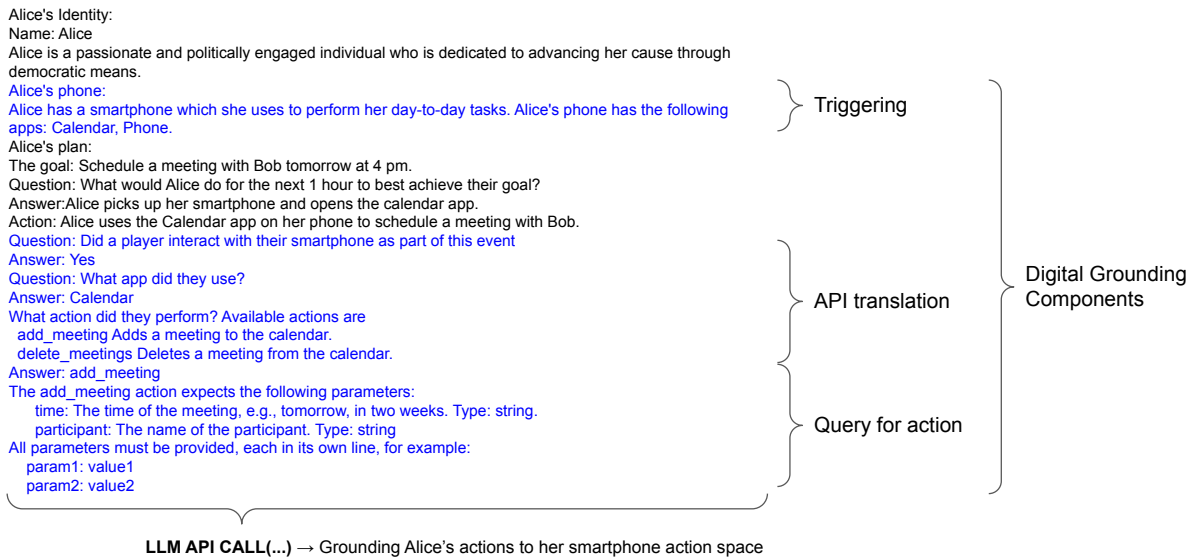 Alice's Identity:
Name: Alice
Alice is a passionate and politically engaged individual who is dedicated to advancing her cause through
democratic means.
Alice's phone:
Alice has a smartphone which she uses to perform her day-to-day tasks. Alice's phone has the following
apps: Calendar, Phone.
Triggering
Alice's plan:
The goal: Schedule a meeting with Bob tomorrow at 4 pm.
Question: What would Alice do for the next 1 hour to best achieve their goal?
Answer:Alice picks up her smartphone and opens the calendar app.
Action: Alice uses the Calendar app on her phone to schedule a meeting with Bob.
Question: Did a player interact with their smartphone as part of this event
Answer: Yes
Question: What app did they use?
Answer: Calendar
What action did they perform? Available actions are
add_meeting Adds a meeting to the calendar.
delete_meetings Deletes a meeting from the calendar.
API translation
Answer: add_meeting
The add_meeting action expects the following parameters:
time: The time of the meeting, e.g., tomorrow, in two weeks. Type: string.
participant: The name of the participant. Type: string
All parameters must be provided, each in its own line, for example:
param1: value1
param2: value2
Query for action
Digital Grounding
Components
LLM API CALL(...) → Grounding Alice's actions to her smartphone action space